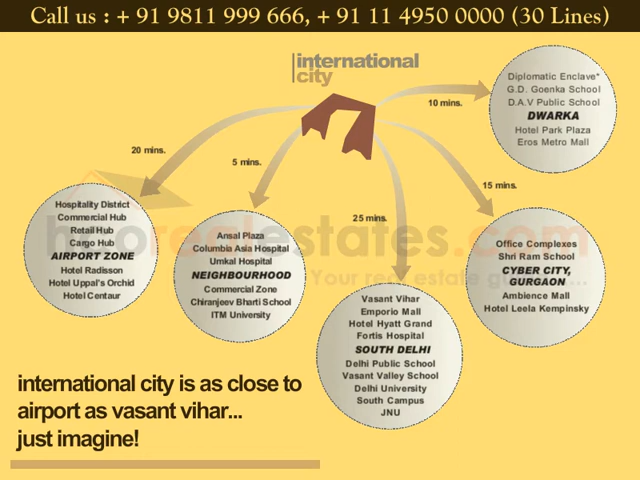 Call us : + 91 9811 999 666, + 91 11 4950 0000 (30 Lines)
international
city
10 mins.
Diplomatic Enclave*
G.D. Goenka School
D.A.V Public School
DWARKA
Hotel Park Plaza
Eros Metro Mall
20 mins.
5 mins.
15 mins.
25 mins.
Hospitality District
Commercial Hub
Retail Hub
Cargo Hub
AIRPORT ZONE
Hotel Radisson
Hotel Uppal's Orchid
Hotel Centaur
Ansal Plaza
Columbia Asia Hospital
Umkal Hospital
NEIGHBOURHOOD
Commercial Zone
Chiranjeev Bharti School
ITM University
Office Complexes
Shri Ram School
CYBER CITY,
GURGAON
Ambience Mall
Hotel Leela Kempinsky
Vasant Vihar
Emporio Mall
Hotel Hyatt Grand
Fortis Hospital
SOUTH DELHI
Delhi Public School
Vasant Valley School
Delhi University
South Campus
JNU
realestates.com
Your real estate
international city is as close to
airport as vasant vihar...
just imagine!